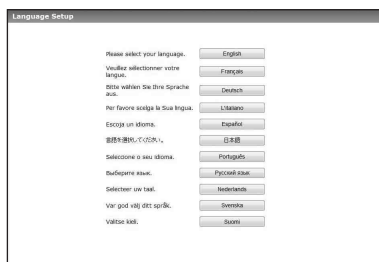 Language Setup
Please select your language. English
Veuillez sélectionner votre
langue. Français
Bitte wählen Sie Ihre Sprache
aus. Deutsch
Per favore scelga la Sua lingua. L'italiano
Escoja un idioma. Español
言語を選択してください。 日本語
Selecione o seu idioma. Português
Выберите язык. Русский язык
Selecteer uw taal. Nederlands
Var god välj ditt språk. Svenska
Valitse kieli. Suomi